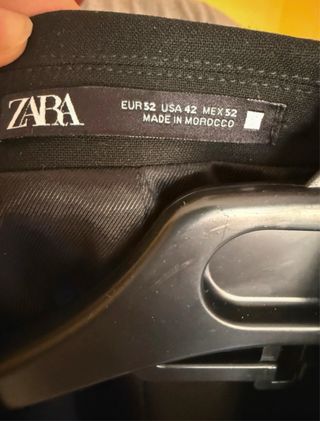 ZARA
EUR 52 USA 42 MEX 52
MADE IN MOROCCO